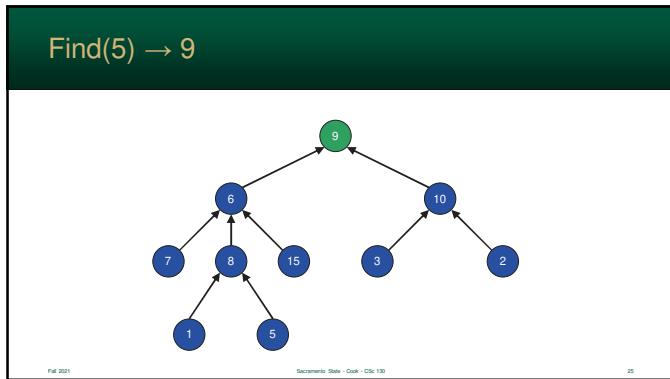 Find(5) → 9
9
6 10
7 8 15 3 2
1 5
Fall 2021 Sacramento State - Cook - CSc 130 25